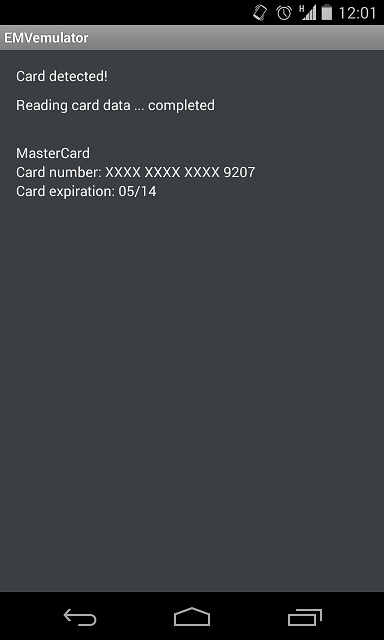 H 12:01
EMVemulator
Card detected!
Reading card data ... completed
MasterCard
Card number: XXXX XXXX XXXX 9207
Card expiration: 05/14